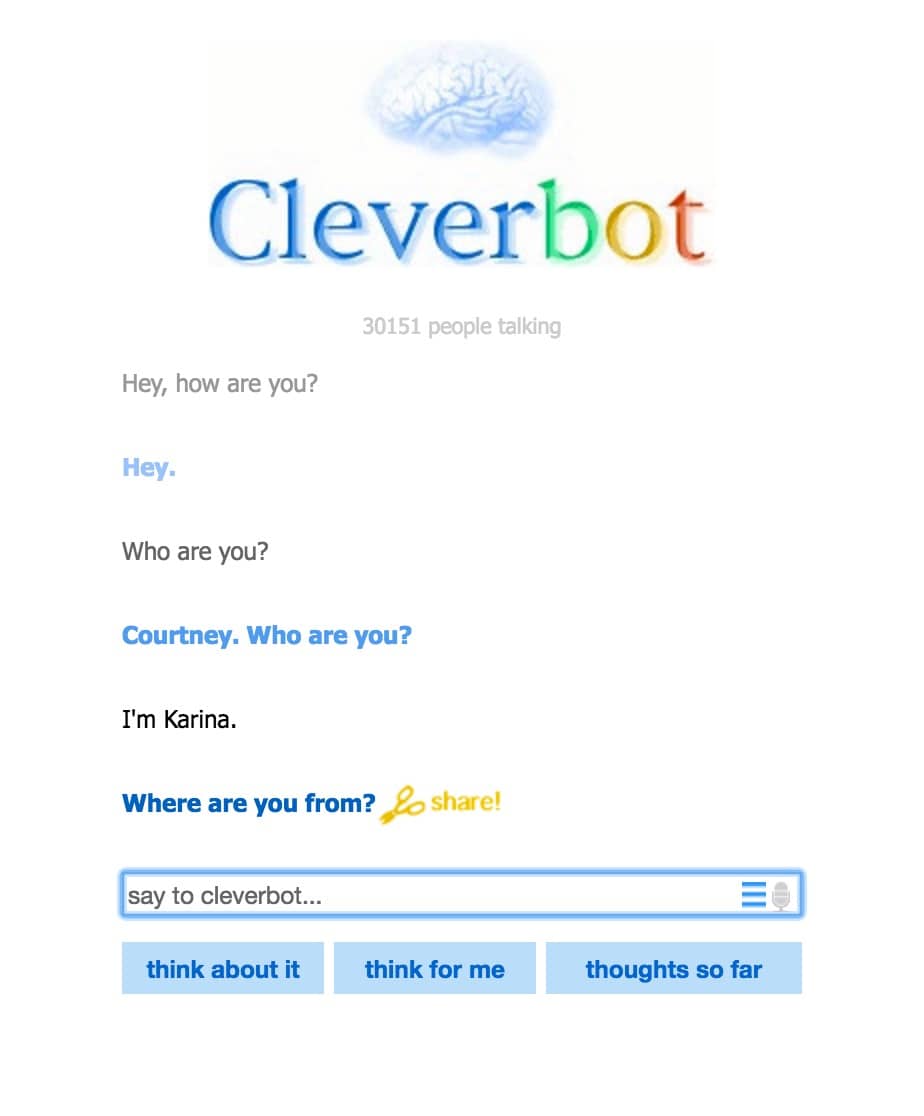 Cleverbot
30151 people talking
Hey, how are you?
Hey.
Who are you?
Courtney. Who are you?
I'm Karina.
Where are you from? share!
say to cleverbot...
think about it think for me thoughts so far